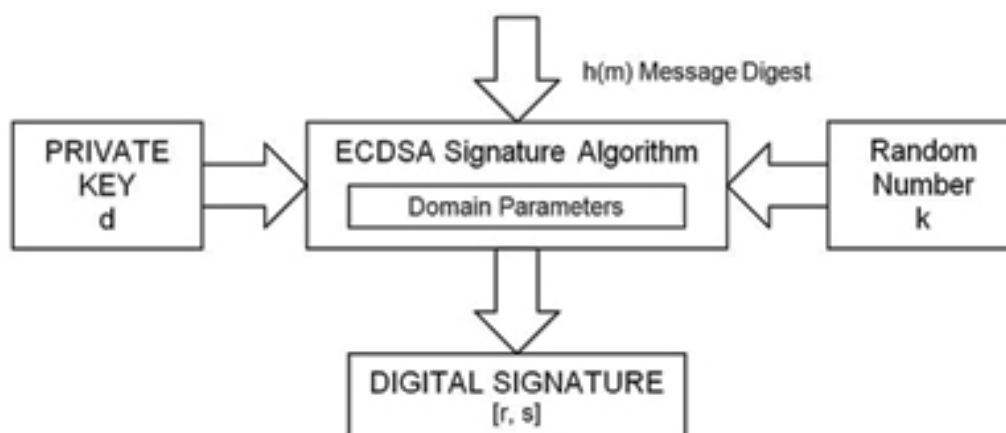 h(m) Message Digest
PRIVATE
KEY
d
ECDSA Signature Algorithm
Domain Parameters
Random
Number
k
DIGITAL SIGNATURE
[r, s]